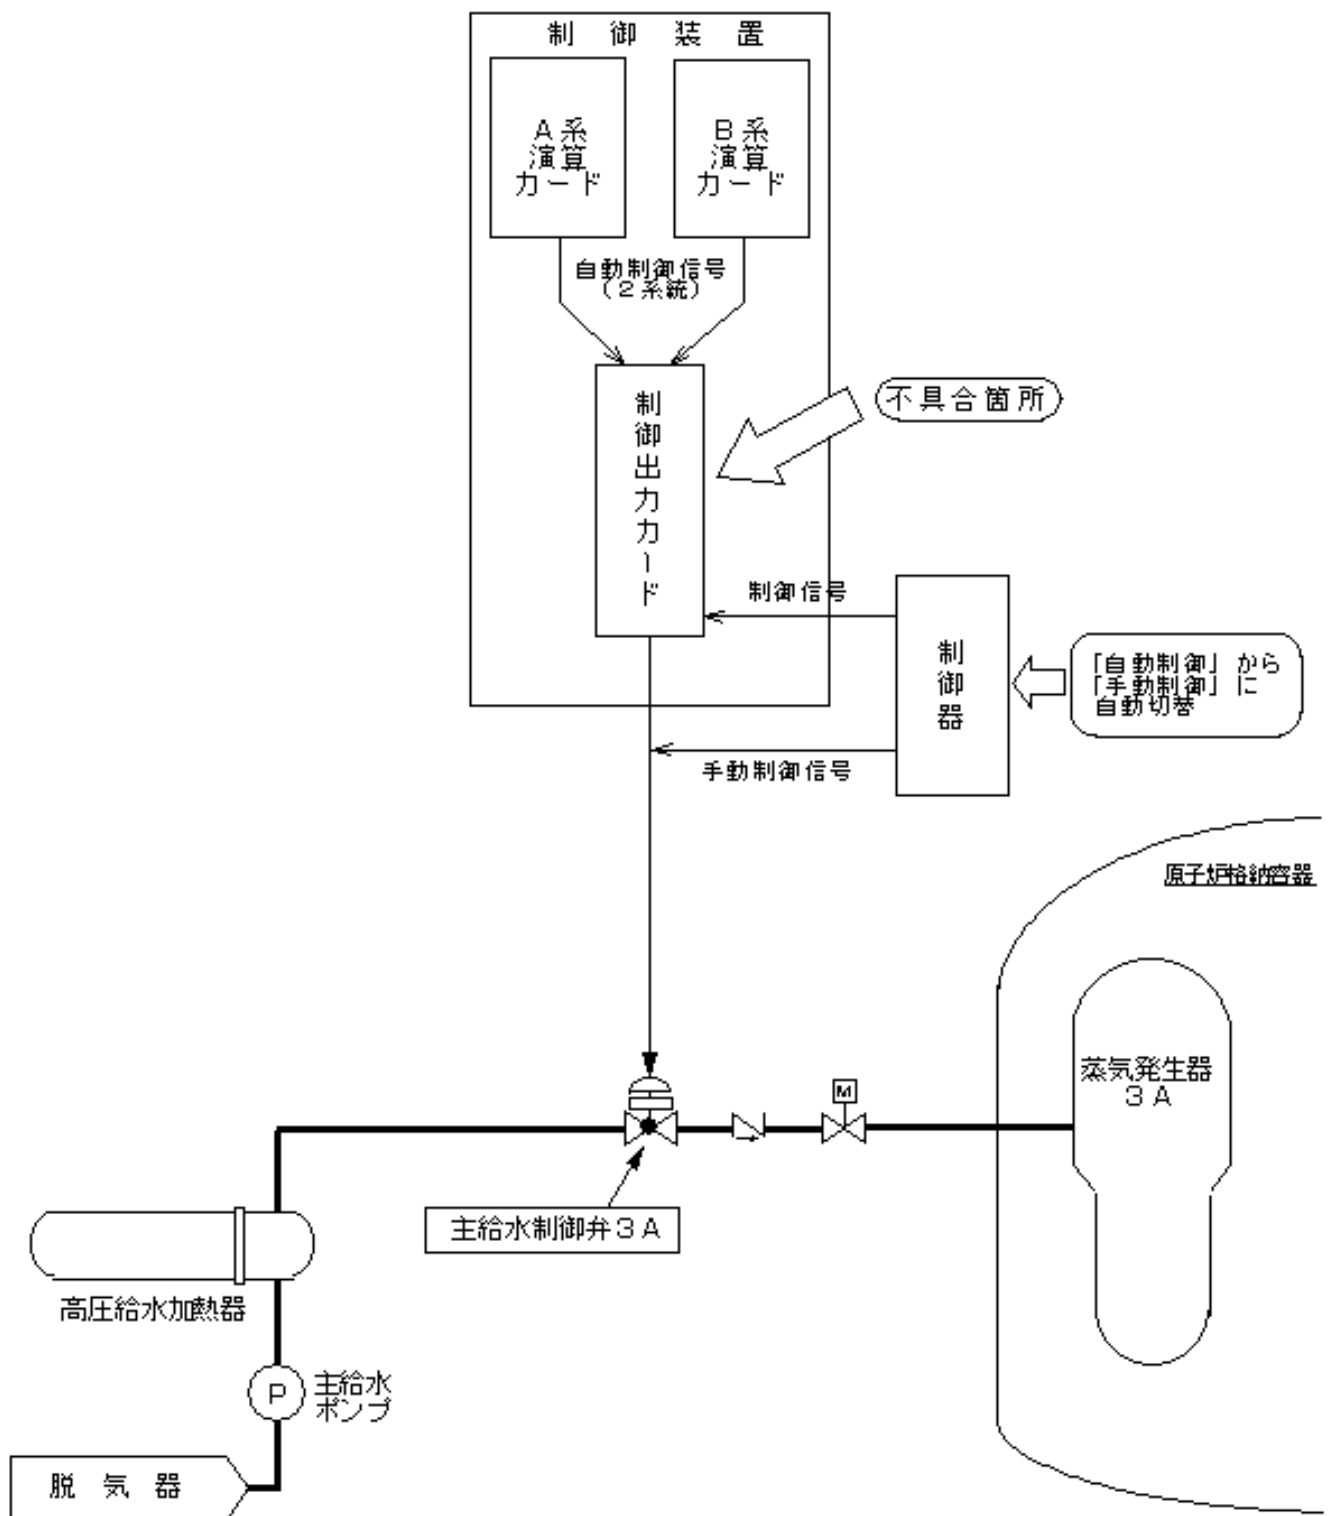 制御装置
A系
演算
カード
B系
演算
カード
自動制御信号
(2系統)
制御出力カード
不具合箇所
制御信号
制御器
「自動制御」から
「手動制御」に
自動切替
手動制御信号
原子炉格納容器
蒸気発生器
3A
M
主給水制御弁3A
高圧給水加熱器
P
主給水
ポンプ
脱気器